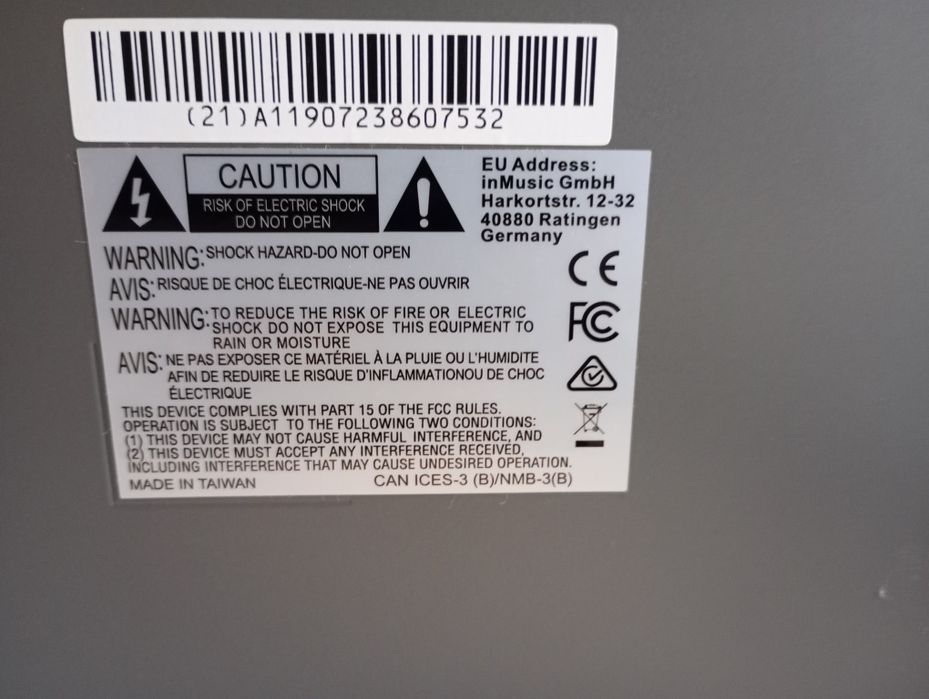 (21)A11907238607532
CAUTION
RISK OF ELECTRIC SHOCK
DO NOT OPEN
EU Address:
inMusic GmbH
Harkortstr. 12-32
40880 Ratingen
Germany
WARNING: SHOCK HAZARD-DO NOT OPEN
AVIS: RISQUE DE CHOC ÉLECTRIQUE-NE PAS OUVRIR
WARNING: TO REDUCE THE RISK OF FIRE OR ELECTRIC
SHOCK DO NOT EXPOSE THIS EQUIPMENT TO
RAIN OR MOISTURE
AVIS: NE PAS EXPOSER CE MATÉRIEL À LA PLUIE OU L'HUMIDITE
AFIN DE REDUIRE LE RISQUE D'INFLAMMATIONOU DE CHOC
ÉLECTRIQUE
THIS DEVICE COMPLIES WITH PART 15 OF THE FCC RULES.
OPERATION IS SUBJECT TO THE FOLLOWING TWO CONDITIONS:
(1) THIS DEVICE MAY NOT CAUSE HARMFUL INTERFERENCE, AND
(2) THIS DEVICE MUST ACCEPT ANY INTERFERENCE RECEIVED,
INCLUDING INTERFERENCE THAT MAY CAUSE UNDESIRED OPERATION.
MADE IN TAIWAN CAN ICES-3 (B)/NMB-3(B)
CE
FC